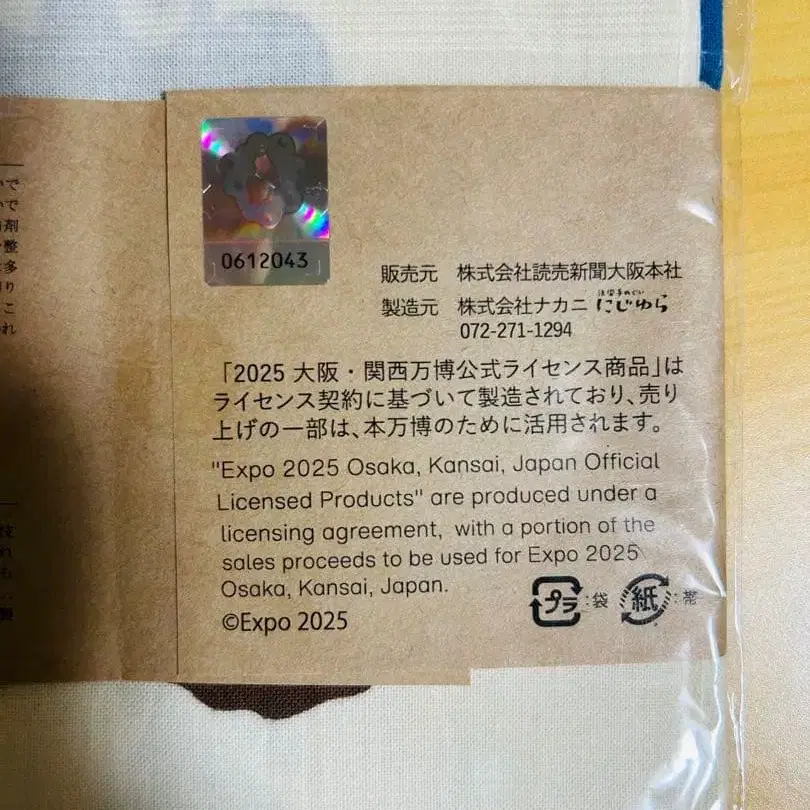 0612043
販売元 株式会社読売新聞大阪本社
製造元 株式会社ナカニ にじゆら
072-271-1294
「2025 大阪・関西万博公式ライセンス商品」は
ライセンス契約に基づいて製造されており、売り
上げの一部は、本万博のために活用されます。
"Expo 2025 Osaka, Kansai, Japan Official
Licensed Products" are produced under a
licensing agreement, with a portion of the
sales proceeds to be used for Expo 2025
Osaka, Kansai, Japan.
プラ :袋 紙 :帯
©Expo 2025